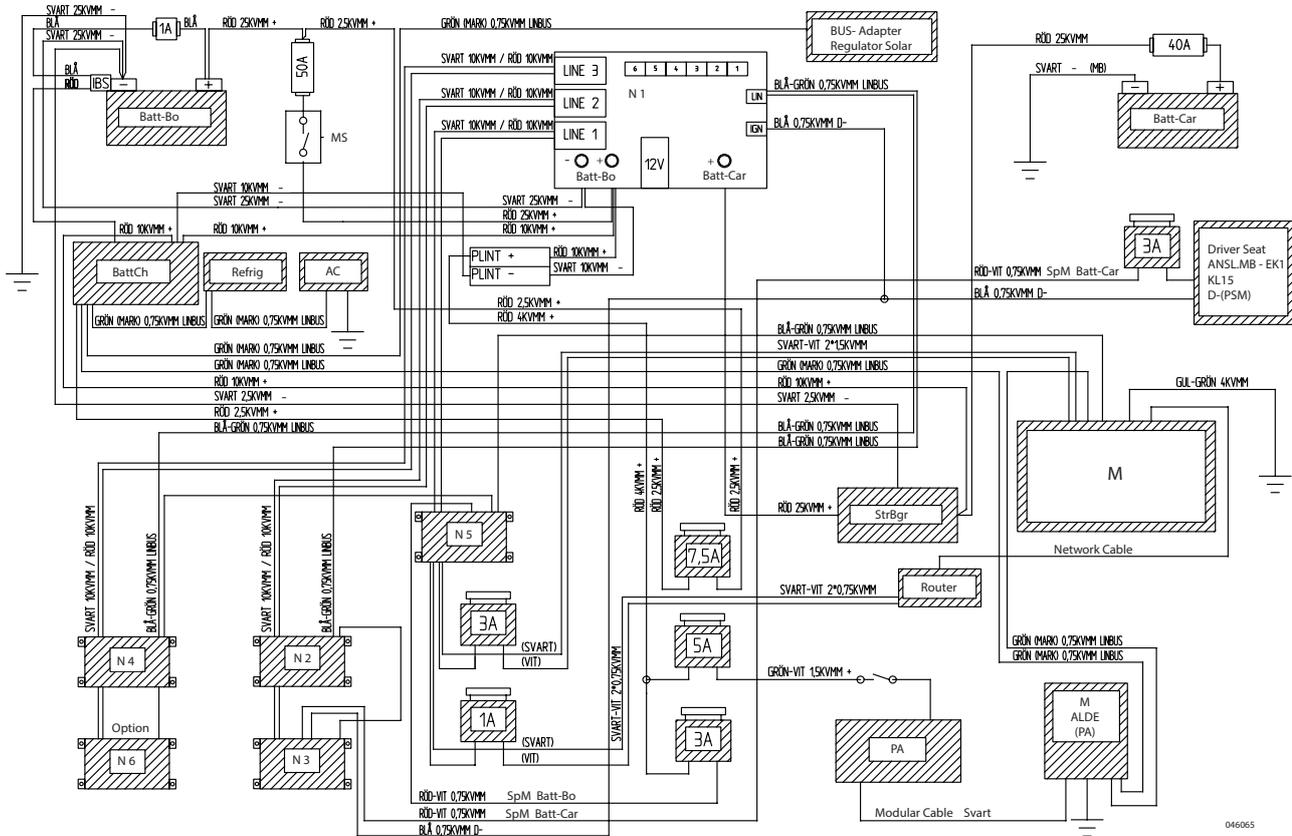 SVART 25KVMM -
BLÅ
SVART 25KVMM -
1A
BLÅ
RÖD 25KVMM +
RÖD 2,5KVMM +
GRÖN (MARK) 0,75KVMM LINBUS
BUS- Adapter
Regulator Solar
RÖD 25KVMM
40A
SVART - (MB)
- +
Batt-Car
BLÅ
RÖD
IBS
- +
Batt-Bo
50A
MS
SVART 10KVMM / RÖD 10KVMM
SVART 10KVMM / RÖD 10KVMM
SVART 10KVMM / RÖD 10KVMM
LINE 3
LINE 2
LINE 1
6 5 4 3 2 1
N 1
LIN
IGN
- +
Batt-Bo
12V
+
Batt-Car
BLÅ-GRÖN 0,75KVMM LINBUS
BLÅ 0,75KVMM D-
SVART 10KVMM -
SVART 25KVMM -
SVART 25KVMM -
RÖD 25KVMM +
RÖD 10KVMM +
RÖD 10KVMM +
RÖD 10KVMM +
BattCh
Refrig
AC
PLINT +
PLINT -
RÖD 10KVMM +
SVART 10KVMM -
3A
Driver Seat
ANSL.MB - EK1
KL15
D-(PSM)
RÖD-VIT 0,75KVMM SpM Batt-Car
BLÅ 0,75KVMM D-
RÖD 2,5KVMM +
RÖD 4KVMM +
GRÖN (MARK) 0,75KVMM LINBUS
GRÖN (MARK) 0,75KVMM LINBUS
GRÖN (MARK) 0,75KVMM LINBUS
GRÖN (MARK) 0,75KVMM LINBUS
RÖD 10KVMM +
SVART 2,5KVMM -
RÖD 2,5KVMM +
BLÅ-GRÖN 0,75KVMM LINBUS
BLÅ-GRÖN 0,75KVMM LINBUS
SVART-VIT 2*1,5KVMM
GRÖN (MARK) 0,75KVMM LINBUS
RÖD 10KVMM +
SVART 2,5KVMM -
BLÅ-GRÖN 0,75KVMM LINBUS
BLÅ-GRÖN 0,75KVMM LINBUS
GUL-GRÖN 4KVMM
M
RÖD 4KVMM +
RÖD 2,5KVMM +
RÖD 2,5KVMM +
RÖD 25KVMM +
StrBgr
Network Cable
Router
SVART 10KVMM / RÖD 10KVMM
BLÅ-GRÖN 0,75KVMM LINBUS
SVART 10KVMM / RÖD 10KVMM
BLÅ-GRÖN 0,75KVMM LINBUS
N 5
7,5A
SVART-VIT 2*0,75KVMM
3A
(SVART)
(VIT)
5A
GRÖN-VIT 1,5KVMM +
GRÖN (MARK) 0,75KVMM LINBUS
GRÖN (MARK) 0,75KVMM LINBUS
N 4
N 2
Option
N 6
N 3
1A
(SVART)
(VIT)
SVART-VIT 2*0,75KVMM
3A
PA
M
ALDE
(PA)
RÖD-VIT 0,75KVMM SpM Batt-Bo
RÖD-VIT 0,75KVMM SpM Batt-Car
BLÅ 0,75KVMM D-
Modular Cable Svart
046065